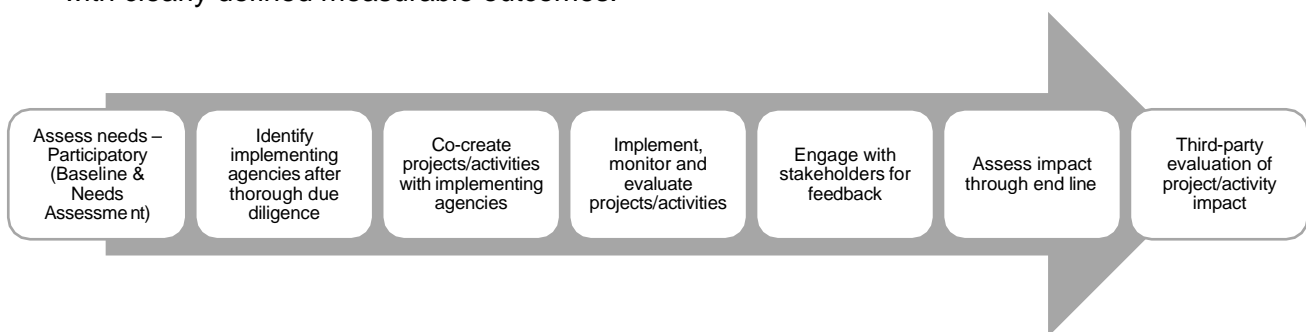 with clearly defined measurable outcomes.
Assess needs –
Participatory
(Baseline &
Needs
Assessment)
Identify
implementing
agencies after
thorough due
diligence
Co-create
projects/activities
with implementing
agencies
Implement,
monitor and
evaluate
projects/activities
Engage with
stakeholders for
feedback
Assess impact
through end line
Third-party
evaluation of
project/activity
impact